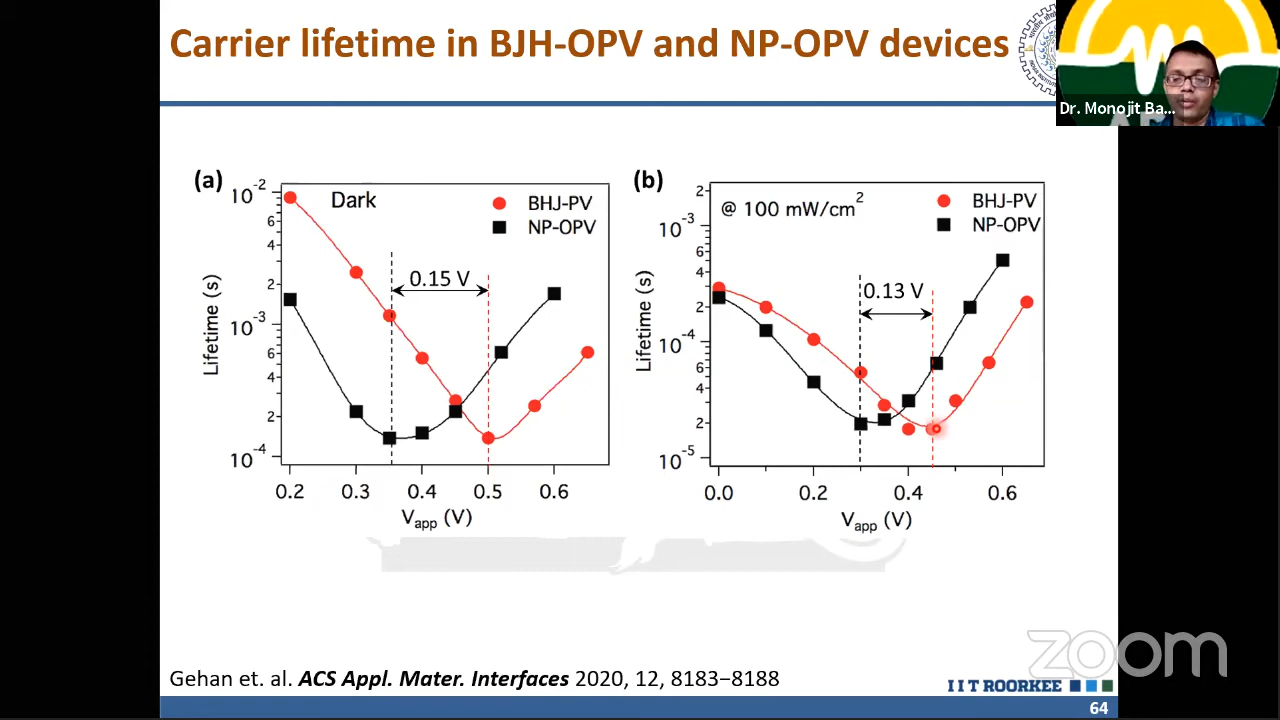 Carrier lifetime in BJH-OPV and NP-OPV devices
Dr. Monojit Ba...
(a)
Dark
BHJ-PV
NP-OPV
0.15 V
Lifetime (s)
10-2
6
4
2
10-3
6
4
2
10-4
0.2 0.3 0.4 0.5 0.6
Vapp (V)
(b)
@ 100 mW/cm2
BHJ-PV
NP-OPV
0.13 V
Lifetime (s)
2
10-3
6
4
2
10-4
6
4
2
10-5
0.0 0.2 0.4 0.6
Vapp (V)
Gehan et. al. ACS Appl. Mater. Interfaces 2020, 12, 8183−8188
zoom
I I T ROORKEE
64